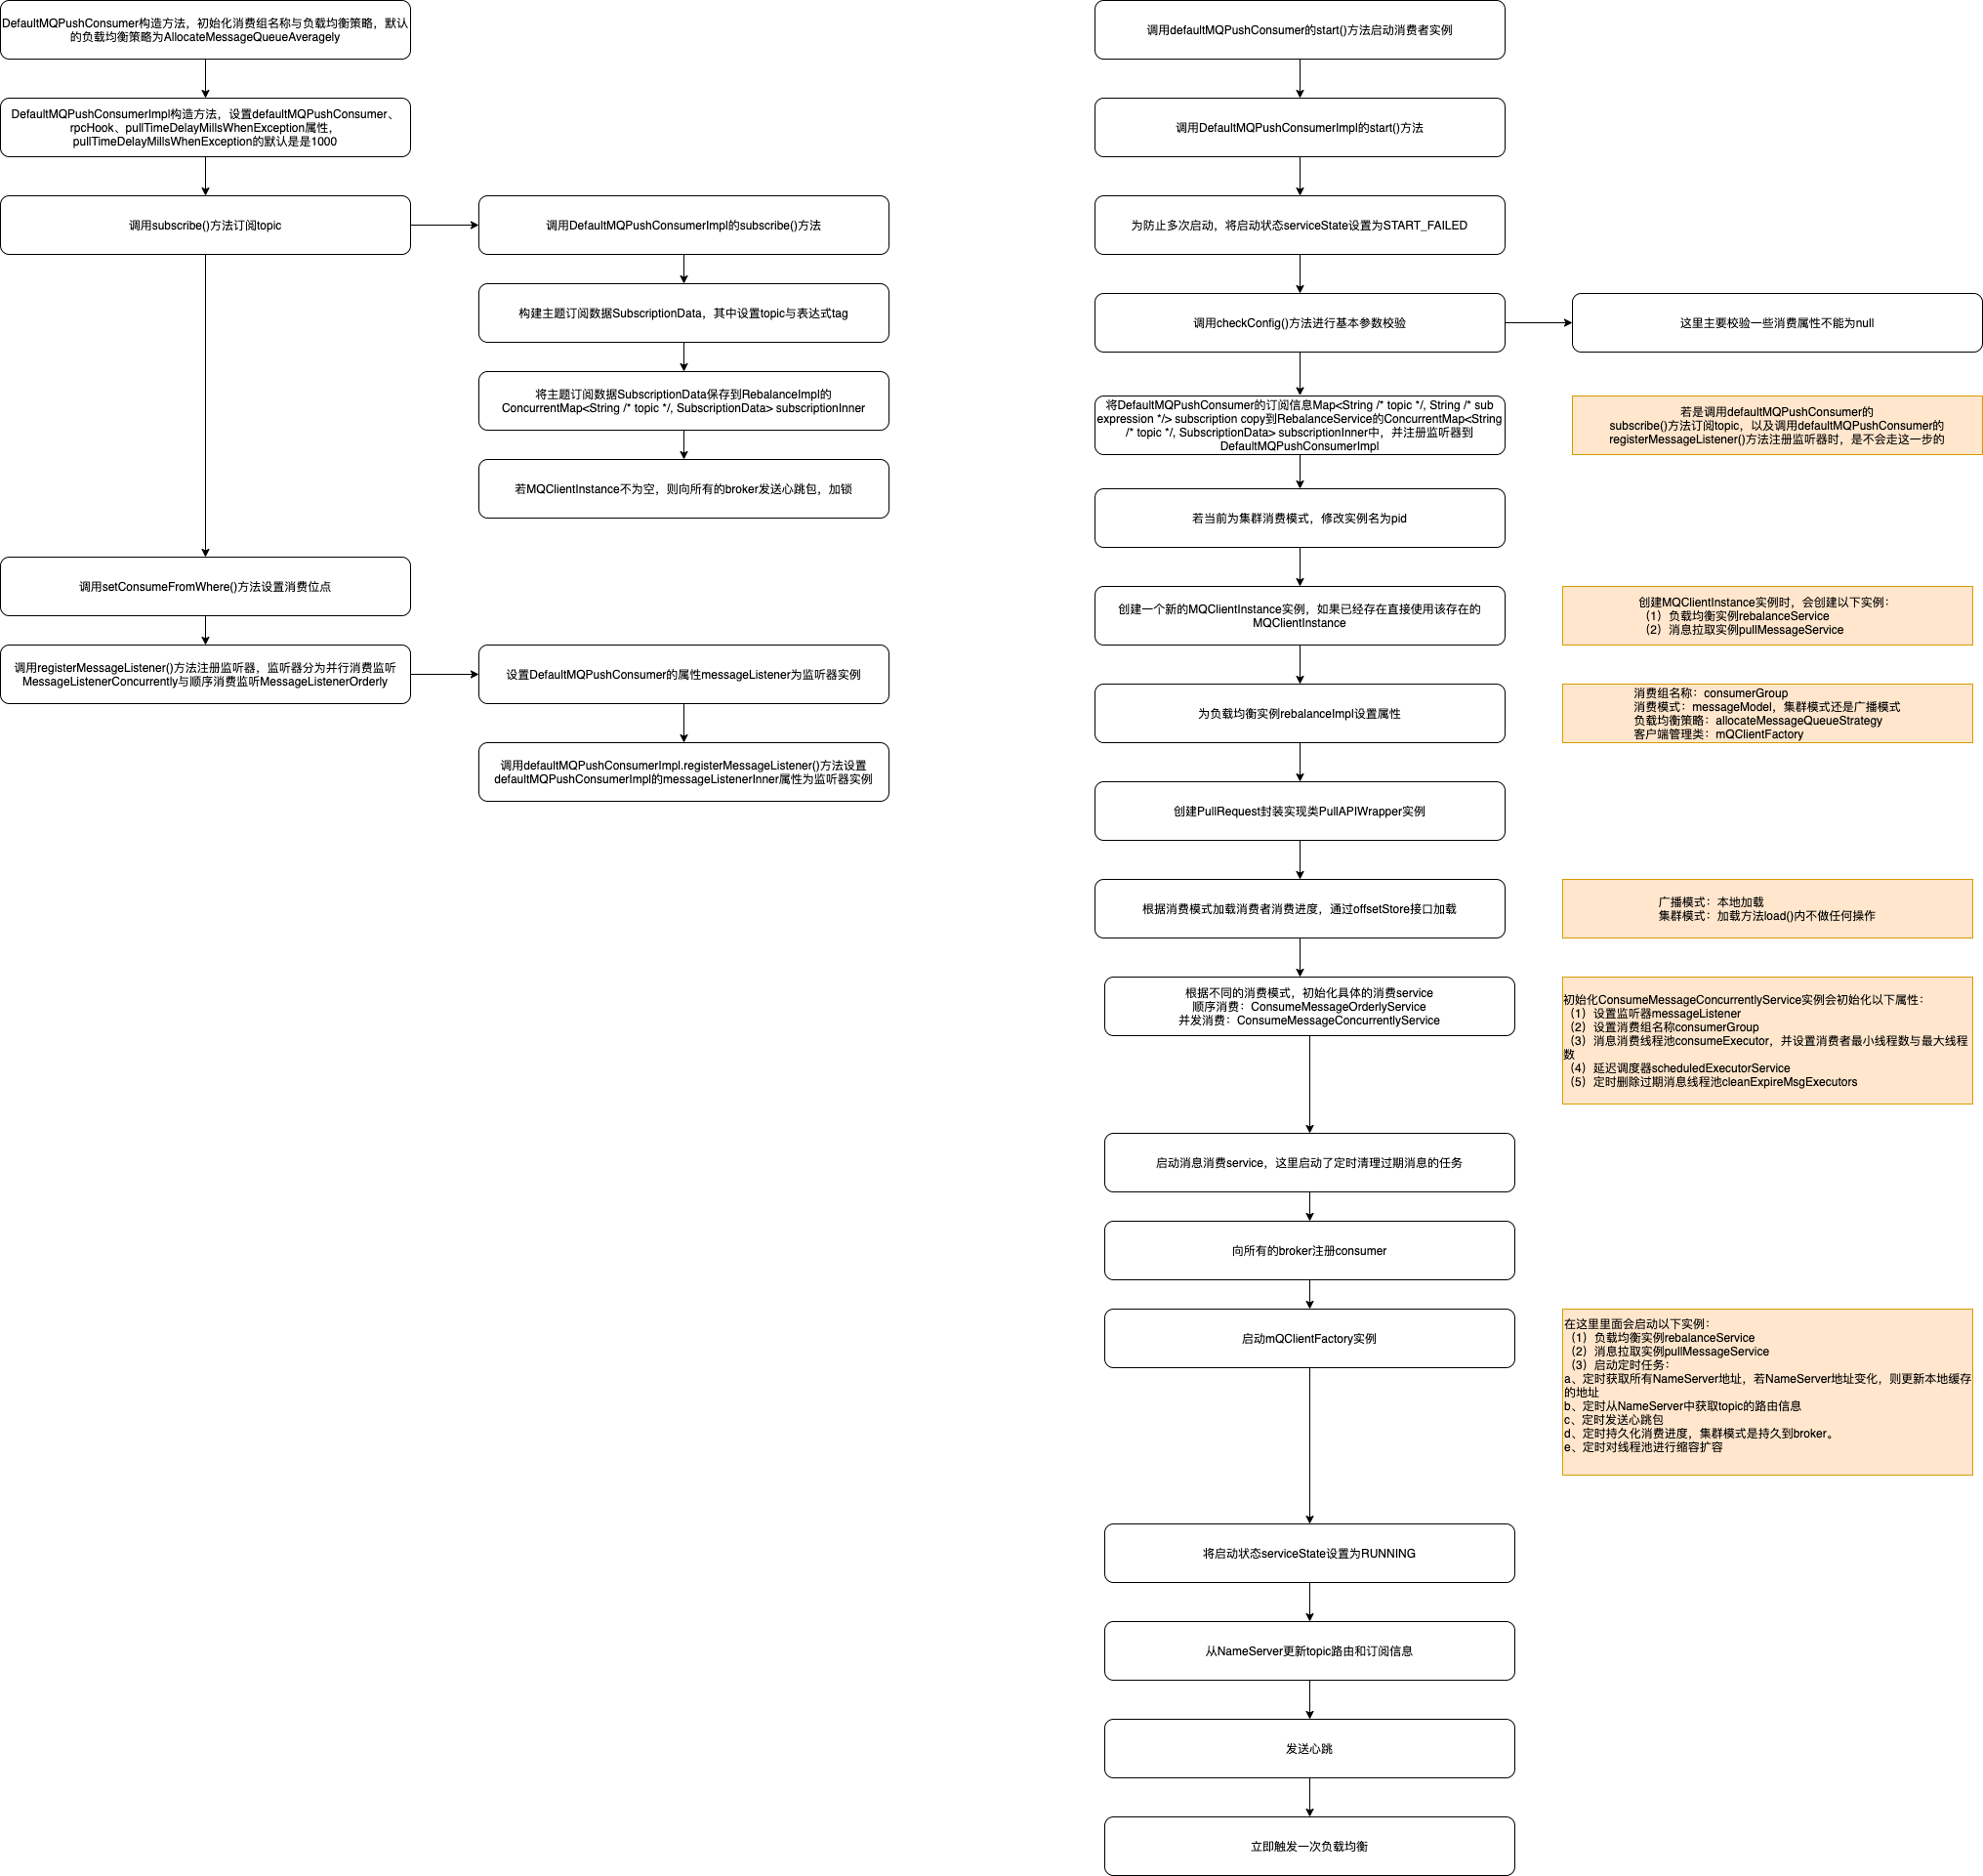 DefaultMQPushConsumer构造方法，初始化消费组名称与负载均衡策略，默认
的负载均衡策略为AllocateMessageQueueAveragely
DefaultMQPushConsumerImpl构造方法，设置defaultMQPushConsumer、
rpcHook、pullTimeDelayMillsWhenException属性，
pullTimeDelayMillsWhenException的默认是是1000
调用subscribe()方法订阅topic
调用DefaultMQPushConsumerImpl的subscribe()方法
构建主题订阅数据SubscriptionData，其中设置topic与表达式tag
将主题订阅数据SubscriptionData保存到RebalanceImpl的
ConcurrentMap<String /* topic */, SubscriptionData> subscriptionInner
若MQClientInstance不为空，则向所有的broker发送心跳包，加锁
调用setConsumeFromWhere()方法设置消费位点
调用registerMessageListener()方法注册监听器，监听器分为并行消费监听
MessageListenerConcurrently与顺序消费监听MessageListenerOrderly
设置DefaultMQPushConsumer的属性messageListener为监听器实例
调用defaultMQPushConsumerImpl.registerMessageListener()方法设置
defaultMQPushConsumerImpl的messageListenerInner属性为监听器实例
调用defaultMQPushConsumer的start()方法启动消费者实例
调用DefaultMQPushConsumerImpl的start()方法
为防止多次启动，将启动状态serviceState设置为START_FAILED
调用checkConfig()方法进行基本参数校验
这里主要校验一些消费属性不能为null
将DefaultMQPushConsumer的订阅信息Map<String /* topic */, String /* sub
expression */> subscription copy到RebalanceService的ConcurrentMap<String
/* topic */, SubscriptionData> subscriptionInner中，并注册监听器到
DefaultMQPushConsumerImpl
若是调用defaultMQPushConsumer的
subscribe()方法订阅topic，以及调用defaultMQPushConsumer的
registerMessageListener()方法注册监听器时，是不会走这一步的
若当前为集群消费模式，修改实例名为pid
创建一个新的MQClientInstance实例，如果已经存在直接使用该存在的
MQClientInstance
创建MQClientInstance实例时，会创建以下实例：
（1）负载均衡实例rebalanceService
（2）消息拉取实例pullMessageService
为负载均衡实例rebalanceImpl设置属性
消费组名称：consumerGroup
消费模式：messageModel，集群模式还是广播模式
负载均衡策略：allocateMessageQueueStrategy
客户端管理类：mQClientFactory
创建PullRequest封装实现类PullAPIWrapper实例
根据消费模式加载消费者消费进度，通过offsetStore接口加载
广播模式：本地加载
集群模式：加载方法load()内不做任何操作
根据不同的消费模式，初始化具体的消费service
顺序消费：ConsumeMessageOrderlyService
并发消费：ConsumeMessageConcurrentlyService
初始化ConsumeMessageConcurrentlyService实例会初始化以下属性：
（1）设置监听器messageListener
（2）设置消费组名称consumerGroup
（3）消息消费线程池consumeExecutor，并设置消费者最小线程数与最大线程
数
（4）延迟调度器scheduledExecutorService
（5）定时删除过期消息线程池cleanExpireMsgExecutors
启动消息消费service，这里启动了定时清理过期消息的任务
向所有的broker注册consumer
启动mQClientFactory实例
在这里里面会启动以下实例：
（1）负载均衡实例rebalanceService
（2）消息拉取实例pullMessageService
（3）启动定时任务：
a、定时获取所有NameServer地址，若NameServer地址变化，则更新本地缓存
的地址
b、定时从NameServer中获取topic的路由信息
c、定时发送心跳包
d、定时持久化消费进度，集群模式是持久到broker。
e、定时对线程池进行缩容扩容
将启动状态serviceState设置为RUNNING
从NameServer更新topic路由和订阅信息
发送心跳
立即触发一次负载均衡